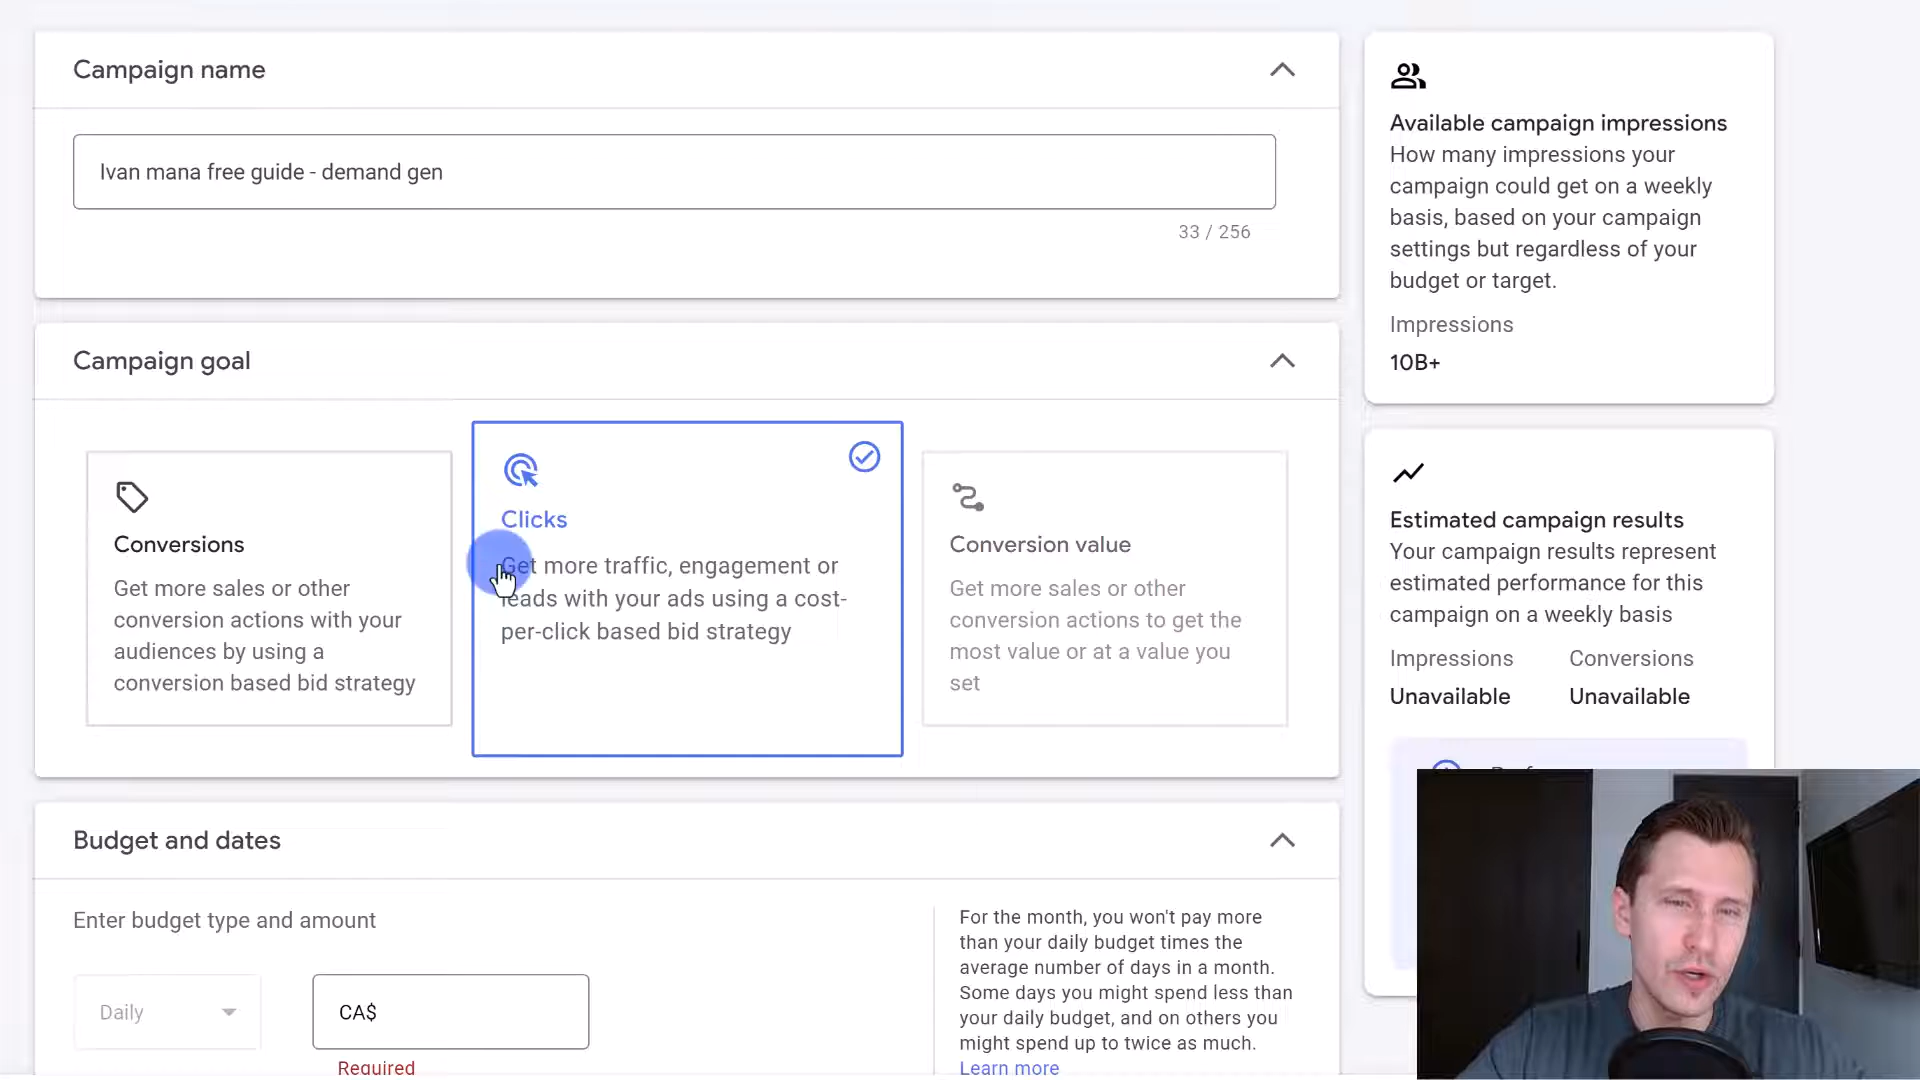 Campaign name
Ivan mana free guide - demand gen
33 / 256
Campaign goal
Conversions
Get more sales or other
conversion actions with your
audiences by using a
conversion based bid strategy
Clicks
Get more traffic, engagement or
leads with your ads using a cost-
per-click based bid strategy
Conversion value
Get more sales or other
conversion actions to get the
most value or at a value you
set
Budget and dates
Enter budget type and amount
Daily
CA$
Required
For the month, you won't pay more
than your daily budget times the
average number of days in a month.
Some days you might spend less than
your daily budget, and on others you
might spend up to twice as much.
Learn more
Available campaign impressions
How many impressions your
campaign could get on a weekly
basis, based on your campaign
settings but regardless of your
budget or target.
Impressions
10B+
Estimated campaign results
Your campaign results represent
estimated performance for this
campaign on a weekly basis
Impressions Conversions
Unavailable Unavailable